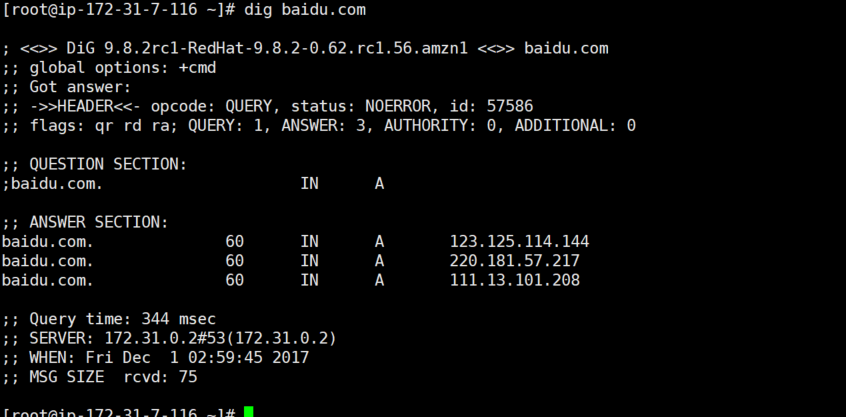 [root@ip-172-31-7-116 ~]# dig baidu.com
; <<>> DiG 9.8.2rc1-RedHat-9.8.2-0.62.rc1.56.amzn1 <<>> baidu.com
;; global options: +cmd
;; Got answer:
;; ->>HEADER<<- opcode: QUERY, status: NOERROR, id: 57586
;; flags: qr rd ra; QUERY: 1, ANSWER: 3, AUTHORITY: 0, ADDITIONAL: 0
;; QUESTION SECTION:
;baidu.com. IN A
;; ANSWER SECTION:
baidu.com. 60 IN A 123.125.114.144
baidu.com. 60 IN A 220.181.57.217
baidu.com. 60 IN A 111.13.101.208
;; Query time: 344 msec
;; SERVER: 172.31.0.2#53(172.31.0.2)
;; WHEN: Fri Dec  1 02:59:45 2017
;; MSG SIZE  rcvd: 75
[root@ip-172-31-7-116 ~]#